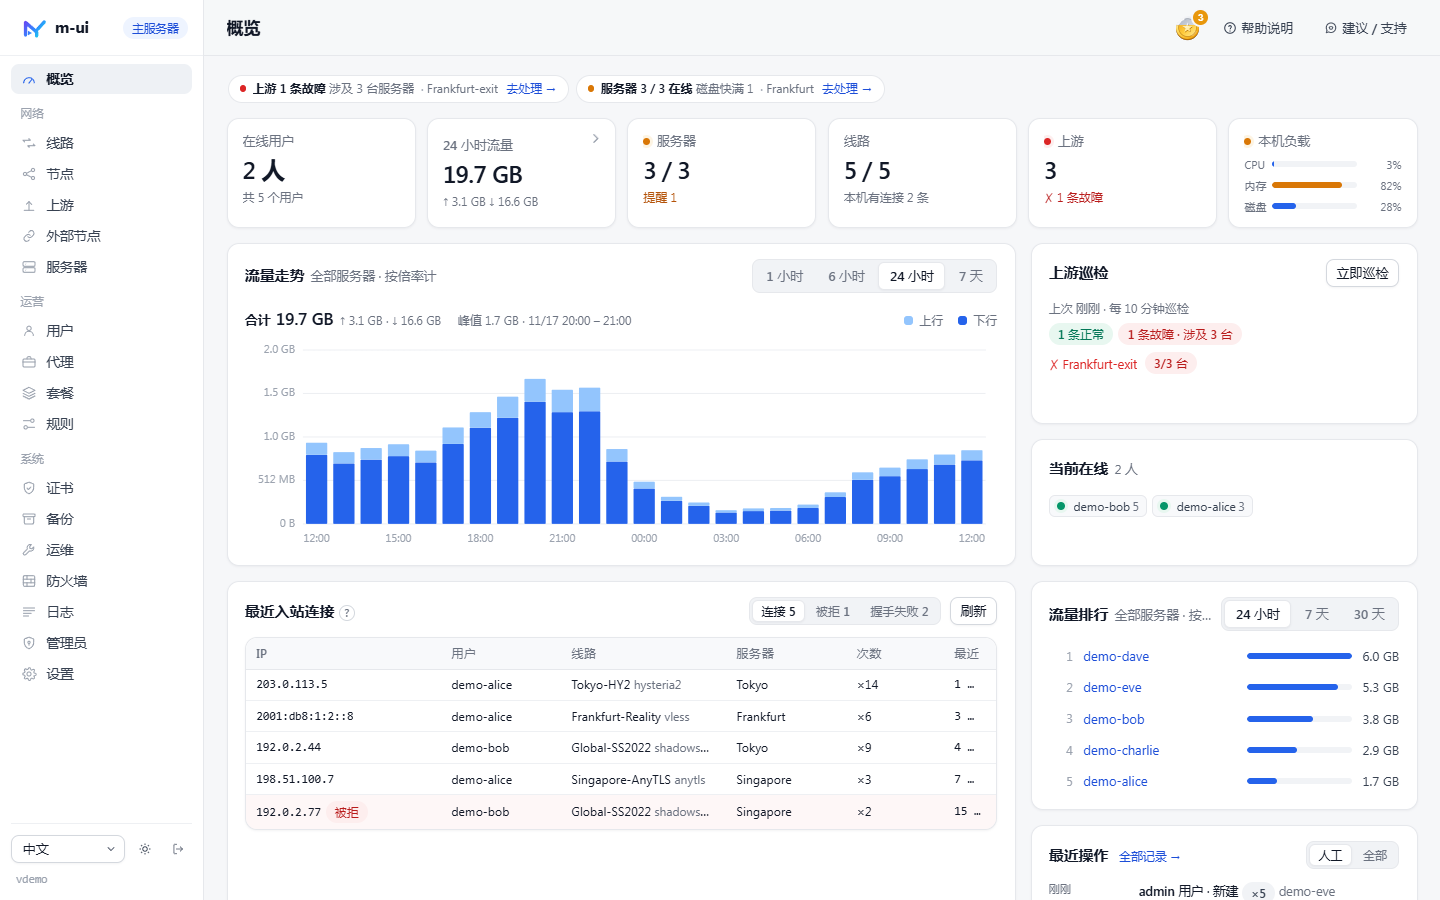 m-ui 主服务器
概览
网络
线路
节点
上游
外部节点
服务器
运营
用户
代理
套餐
规则
系统
证书
备份
运维
防火墙
日志
管理员
设置
中文
vdemo
概览
3
帮助说明
建议 / 支持
上游 1 条故障 涉及 3 台服务器 · Frankfurt-exit 去处理 →
服务器 3 / 3 在线 磁盘快满 1 · Frankfurt 去处理 →
在线用户
2 人
共 5 个用户
24 小时流量
19.7 GB
↑ 3.1 GB ↓ 16.6 GB
服务器
3 / 3
提醒 1
线路
5 / 5
本机有连接 2 条
上游
3
✗ 1 条故障
本机负载
CPU 3%
内存 82%
磁盘 28%
流量走势 全部服务器 · 按倍率计
1 小时 6 小时 24 小时 7 天
合计 19.7 GB ↑ 3.1 GB · ↓ 16.6 GB 峰值 1.7 GB · 11/17 20:00 – 21:00
上行 下行
2.0 GB
1.5 GB
1.0 GB
512 MB
0 B
12:00 15:00 18:00 21:00 00:00 03:00 06:00 09:00 12:00
上游巡检 立即巡检
上次 刚刚 · 每 10 分钟巡检
1 条正常 1 条故障 · 涉及 3 台
✗ Frankfurt-exit 3/3 台
当前在线 2 人
demo-bob 5 demo-alice 3
最近入站连接 ?
连接 5 被拒 1 握手失败 2 刷新
IP 用户 线路 服务器 次数 最近
203.0.113.5 demo-alice Tokyo-HY2 hysteria2 Tokyo ×14 1 …
2001:db8:1:2::8 demo-alice Frankfurt-Reality vless Frankfurt ×6 3 …
192.0.2.44 demo-bob Global-SS2022 shadows… Tokyo ×9 4 …
198.51.100.7 demo-alice Singapore-AnyTLS anytls Singapore ×3 7 …
192.0.2.77 被拒 demo-bob Global-SS2022 shadows… Singapore ×2 15 …
流量排行 全部服务器 · 按… 24 小时 7 天 30 天
1 demo-dave 6.0 GB
2 demo-eve 5.3 GB
3 demo-bob 3.8 GB
4 demo-charlie 2.9 GB
5 demo-alice 1.7 GB
最近操作 全部记录 → 人工 全部
刚刚 admin 用户 · 新建 ×5 demo-eve